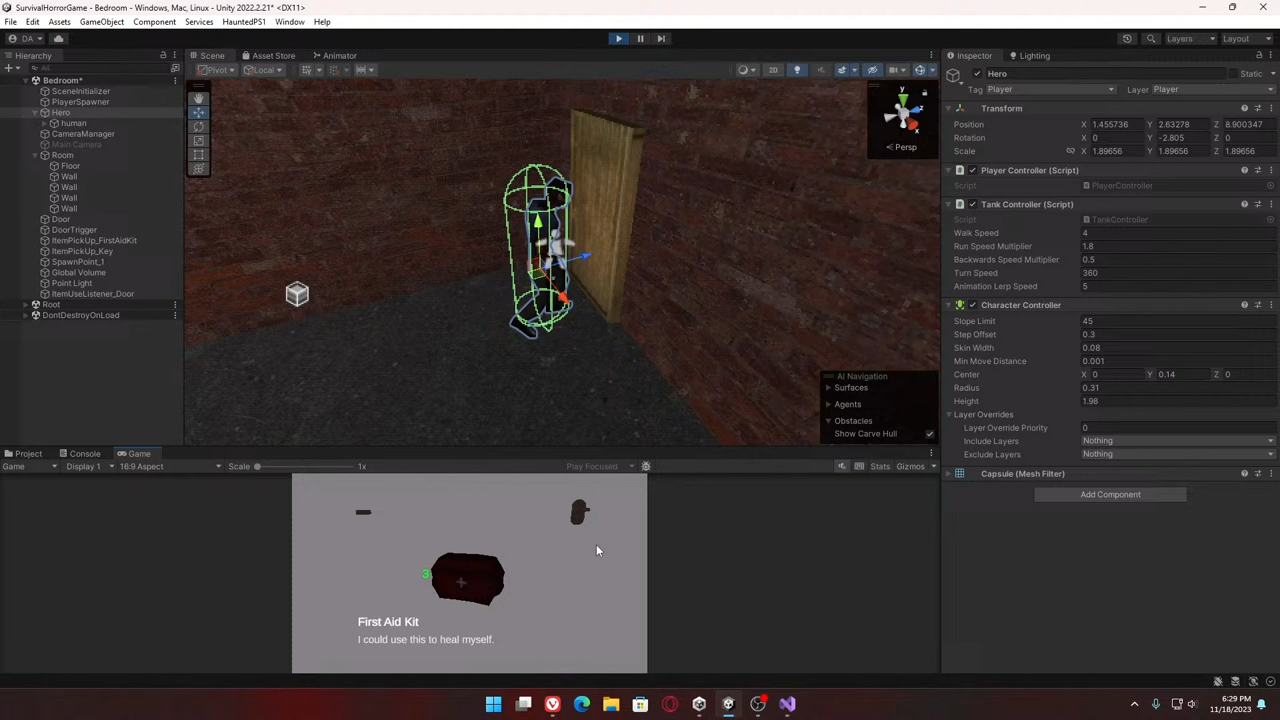 SurvivalHorrorGame - Bedroom - Windows, Mac, Linux - Unity 2022.2.21* <DX11>
File Edit Assets GameObject Component Services HauntedPS1 Window Help
DA
Layers Layout
Hierarchy
All
Bedroom*
SceneInitializer
PlayerSpawner
Hero
human
CameraManager
Main Camera
Room
Floor
Wall
Wall
Wall
Wall
Door
DoorTrigger
ItemPickUp_FirstAidKit
ItemPickUp_Key
SpawnPoint_1
Global Volume
Point Light
ItemUseListener_Door
Root
DontDestroyOnLoad
Scene Asset Store Animator
Pivot Local
2D
y
x
Persp
AI Navigation
Surfaces
Agents
Obstacles
Show Carve Hull
Project Console Game
Game Display 1 16:9 Aspect Scale 1x Play Focused Stats Gizmos
3
First Aid Kit
I could use this to heal myself.
Inspector Lighting
Hero Static
Tag Player Layer Player
Transform
Position X 1.455736 Y 2.63278 Z 8.900347
Rotation X 0 Y -2.805 Z 0
Scale X 1.89656 Y 1.89656 Z 1.89656
Player Controller (Script)
Script PlayerController
Tank Controller (Script)
Script TankController
Walk Speed 4
Run Speed Multiplier 1.8
Backwards Speed Multiplier 0.5
Turn Speed 360
Animation Lerp Speed 5
Character Controller
Slope Limit 45
Step Offset 0.3
Skin Width 0.08
Min Move Distance 0.001
Center X 0 Y 0.14 Z 0
Radius 0.31
Height 1.98
Layer Overrides
Layer Override Priority 0
Include Layers Nothing
Exclude Layers Nothing
Capsule (Mesh Filter)
Add Component
6:29 PM
11/18/2023